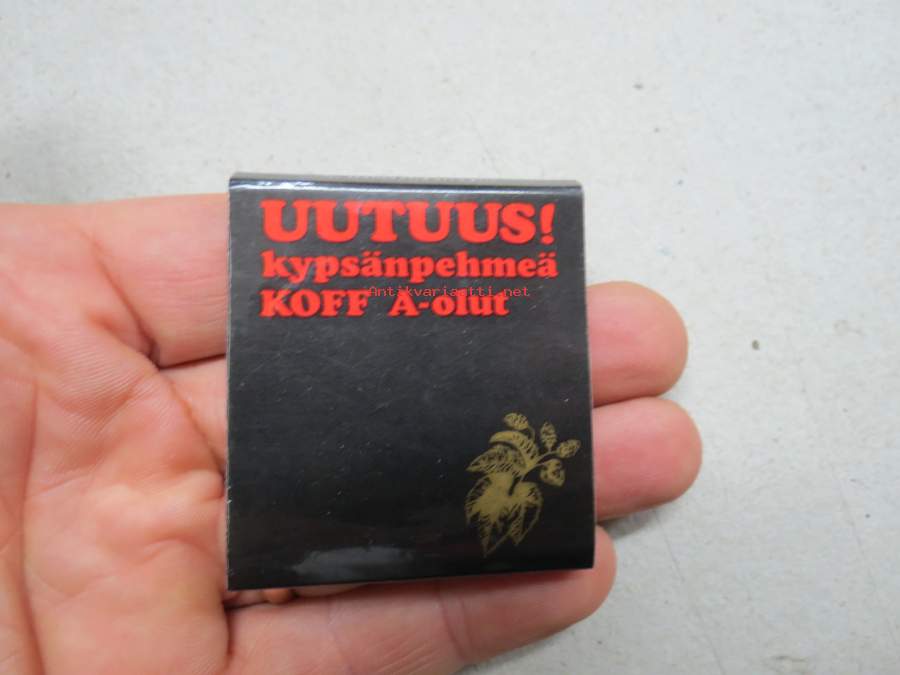 UUTUUS!
kypsänpehmeä
Antikvariaatti.net
KOFF A-olut